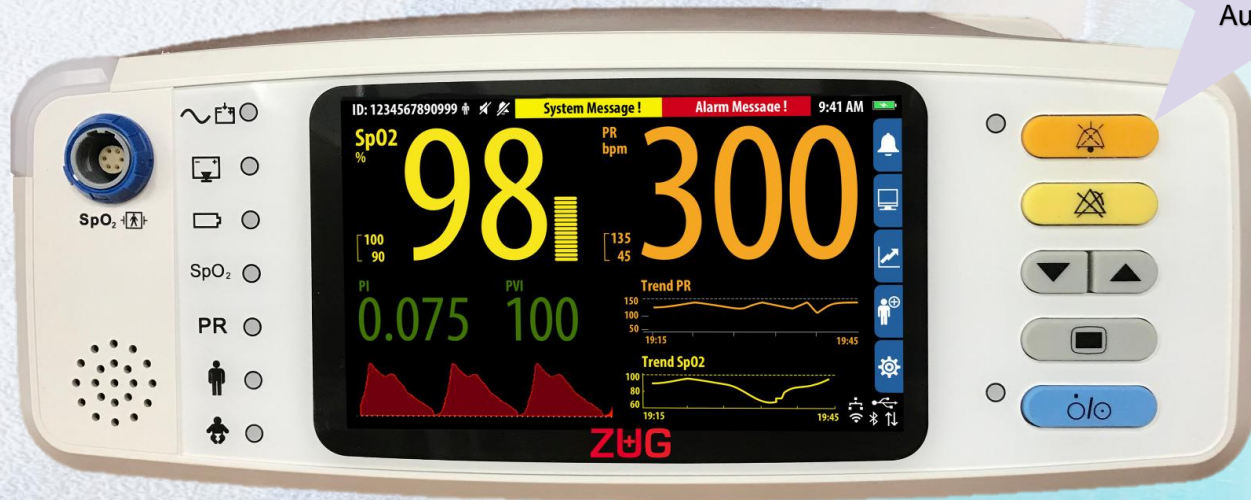 Au
ID: 1234567890999 System Message ! Alarm Message ! 9:41 AM
SpO2
%
98
100
90
PR
bpm
300
135
45
PI
0.075
PVI
100
Trend PR
150
100
50
19:15 19:45
Trend SpO2
100
80
60
19:15 19:45
ZUG
SpO₂
SpO₂
PR